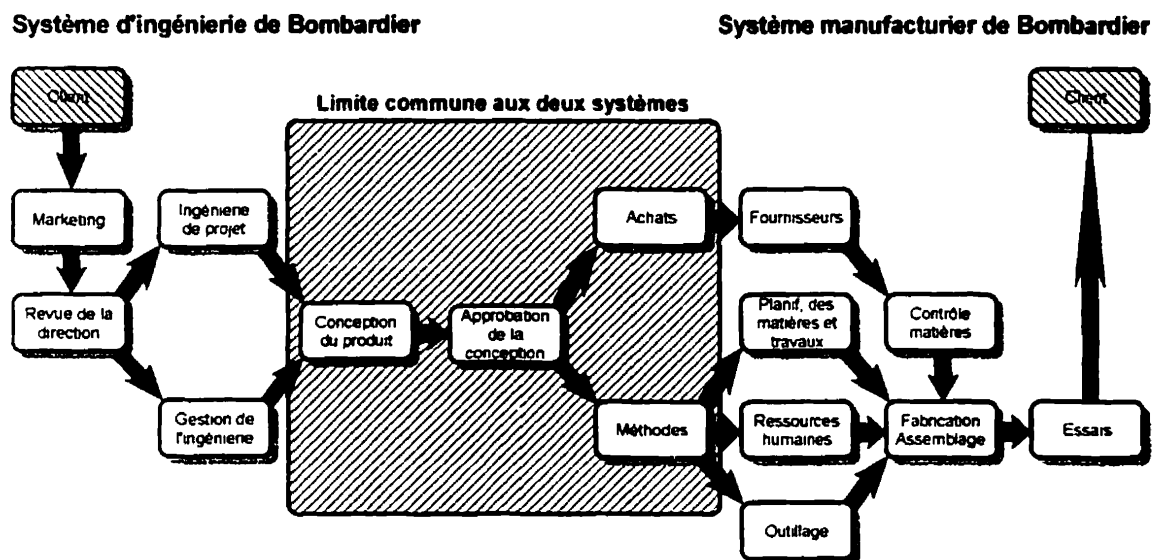 Système d'ingénierie de Bombardier
Système manufacturier de Bombardier
Client
Client
Limite commune aux deux systèmes
Marketing
Ingénierie
de projet
Achats
Fournisseurs
Revue de la
direction
Conception
du produit
Approbation
de la
conception
Planif, des
matières et
travaux
Contrôle
matières
Gestion de
l'ingénierie
Méthodes
Ressources
humaines
Fabrication
Assemblage
Essais
Outillage